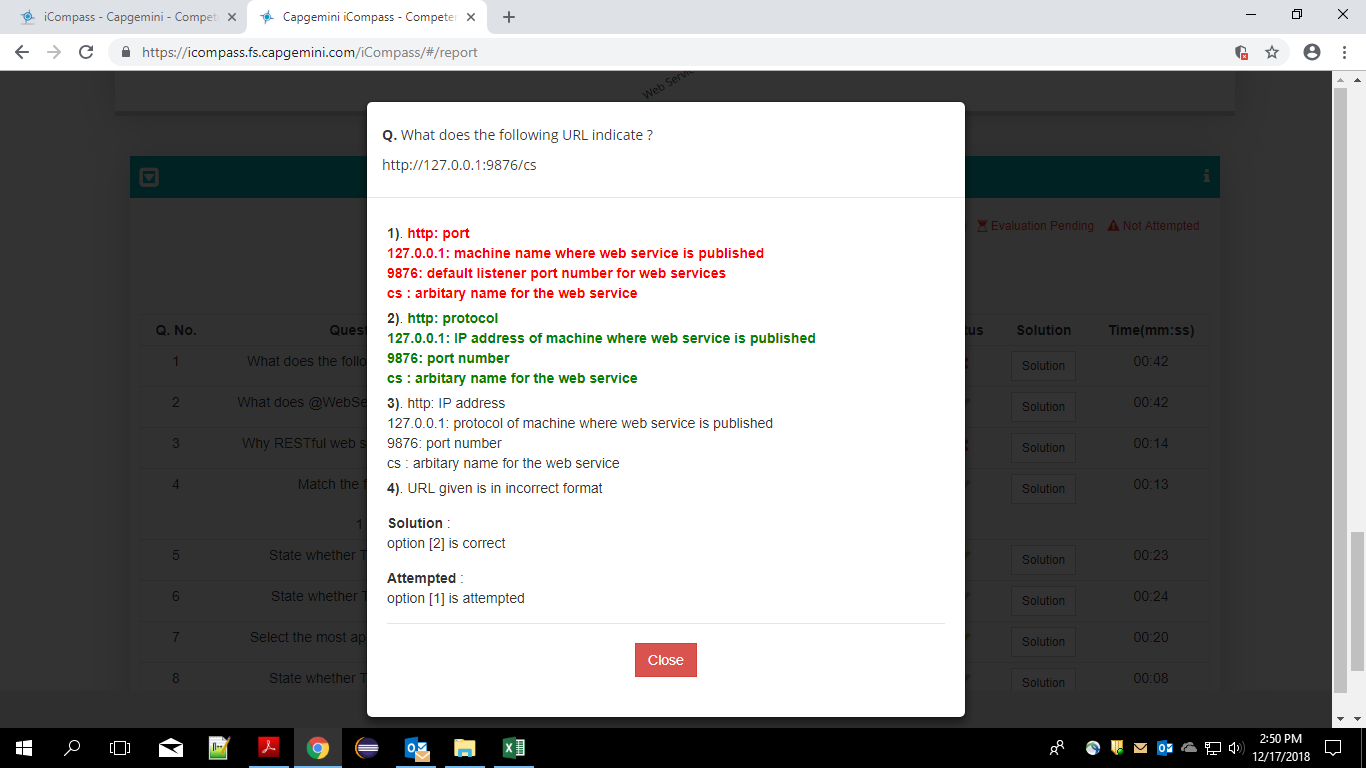 iCompass - Capgemini - Compet
Capgemini iCompass - Competen
https://icompass.fs.capgemini.com/iCompass/#/report
Web Servic
Q. What does the following URL indicate ?
http://127.0.0.1:9876/cs
Evaluation Pending
Not Attempted
1). http: port
127.0.0.1: machine name where web service is published
9876: default listener port number for web services
cs : arbitary name for the web service
2). http: protocol
127.0.0.1: IP address of machine where web service is published
9876: port number
cs : arbitary name for the web service
3). http: IP address
127.0.0.1: protocol of machine where web service is published
9876: port number
cs : arbitary name for the web service
4). URL given is in incorrect format
Solution :
option [2] is correct
Attempted :
option [1] is attempted
Close
Q. No. Quest tus Solution Time(mm:ss)
1 What does the follo Solution 00:42
2 What does @WebSe Solution 00:42
3 Why RESTful web s Solution 00:14
4 Match the f Solution 00:13
1
5 State whether T Solution 00:23
6 State whether T Solution 00:24
7 Select the most ap Solution 00:20
8 State whether T Solution 00:08
2:50 PM
12/17/2018